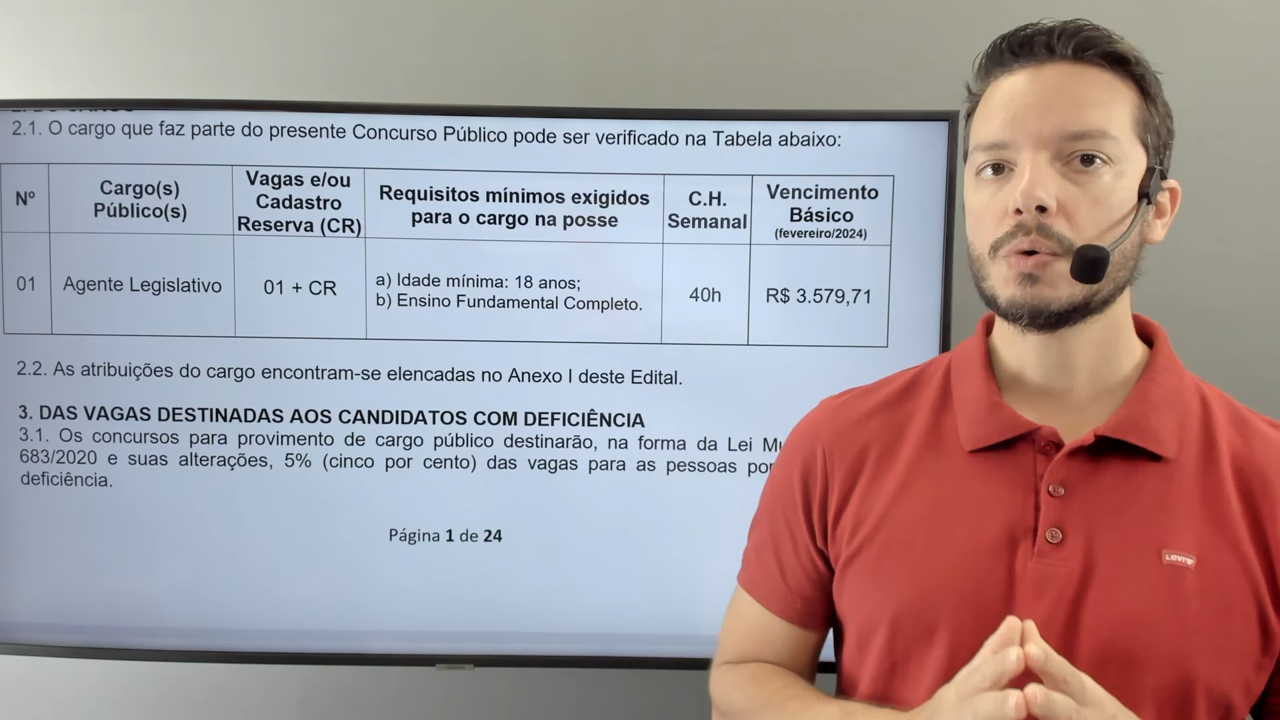 2.1. O cargo que faz parte do presente Concurso Público pode ser verificado na Tabela abaixo:
Nº
Cargo(s)
Público(s)
Vagas e/ou
Cadastro
Reserva (CR)
Requisitos mínimos exigidos
para o cargo na posse
C.H.
Semanal
Vencimento
Básico
(fevereiro/2024)
01
Agente Legislativo
01 + CR
a) Idade mínima: 18 anos;
b) Ensino Fundamental Completo.
40h
R$ 3.579,71
2.2. As atribuições do cargo encontram-se elencadas no Anexo I deste Edital.
3. DAS VAGAS DESTINADAS AOS CANDIDATOS COM DEFICIÊNCIA
3.1. Os concursos para provimento de cargo público destinarão, na forma da Lei
683/2020 e suas alterações, 5% (cinco por cento) das vagas para as pessoas
deficiência.
Página 1 de 24
Levi's